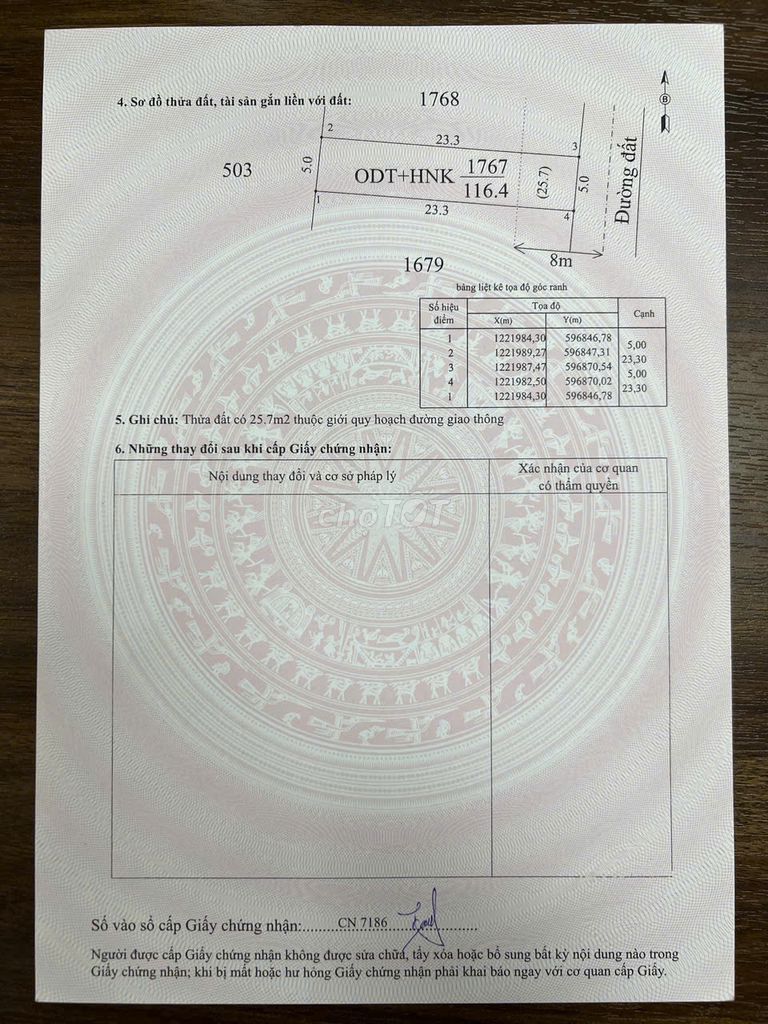 4. Sơ đồ thửa đất, tài sản gắn liền với đất:
1768
B
2
23.3
3
503
5.0
ODT+HNK
1767
116.4
(25.7)
5.0
Đường đất
1
23.3
4
8m
1679
bảng liệt kê tọa độ góc ranh
Số hiệu điểm
Tọa độ
Cạnh
X(m)
Y(m)
1 1221984,30 596846,78
5,00
2 1221989,27 596847,31
23,30
3 1221987,47 596870,54
5,00
4 1221982,50 596870,02
23,30
1 1221984,30 596846,78
5. Ghi chú: Thửa đất có 25.7m2 thuộc giới quy hoạch đường giao thông
6. Những thay đổi sau khi cấp Giấy chứng nhận:
Nội dung thay đổi và cơ sở pháp lý
Xác nhận của cơ quan
có thẩm quyền
choTOT
Số vào sổ cấp Giấy chứng nhận:..........CN 7186..................
Người được cấp Giấy chứng nhận không được sửa chữa, tẩy xóa hoặc bổ sung bất kỳ nội dung nào trong
Giấy chứng nhận; khi bị mất hoặc hư hỏng Giấy chứng nhận phải khai báo ngay với cơ quan cấp Giấy.